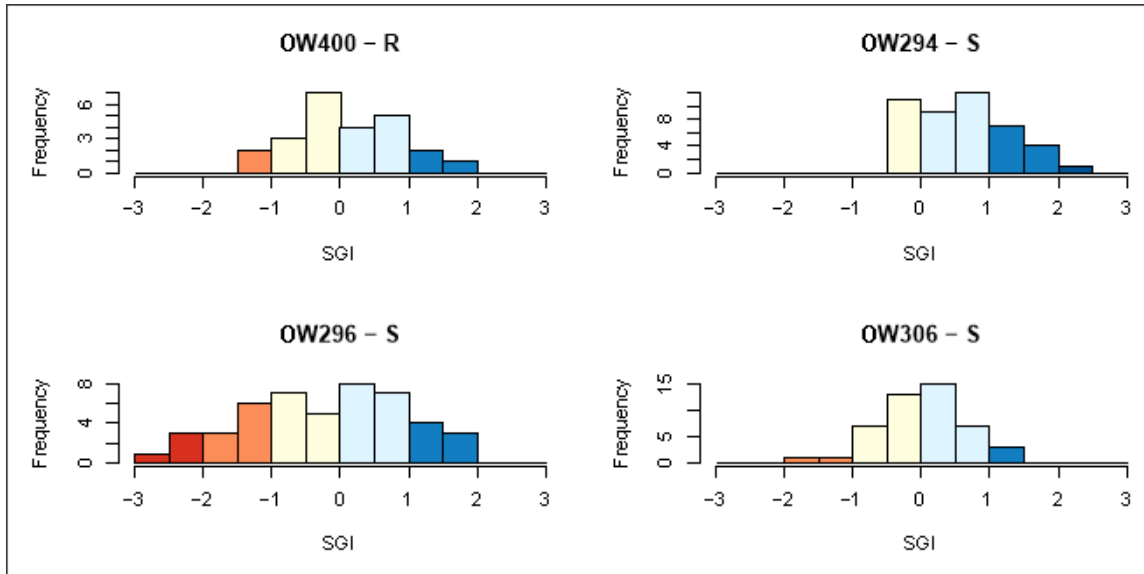 OW400 – R
Frequency
0 3 6
−3 −2 −1 0 1 2 3
SGI
OW294 – S
Frequency
0 4 8
−3 −2 −1 0 1 2 3
SGI
OW296 – S
Frequency
0 4 8
−3 −2 −1 0 1 2 3
SGI
OW306 – S
Frequency
0 5 15
−3 −2 −1 0 1 2 3
SGI